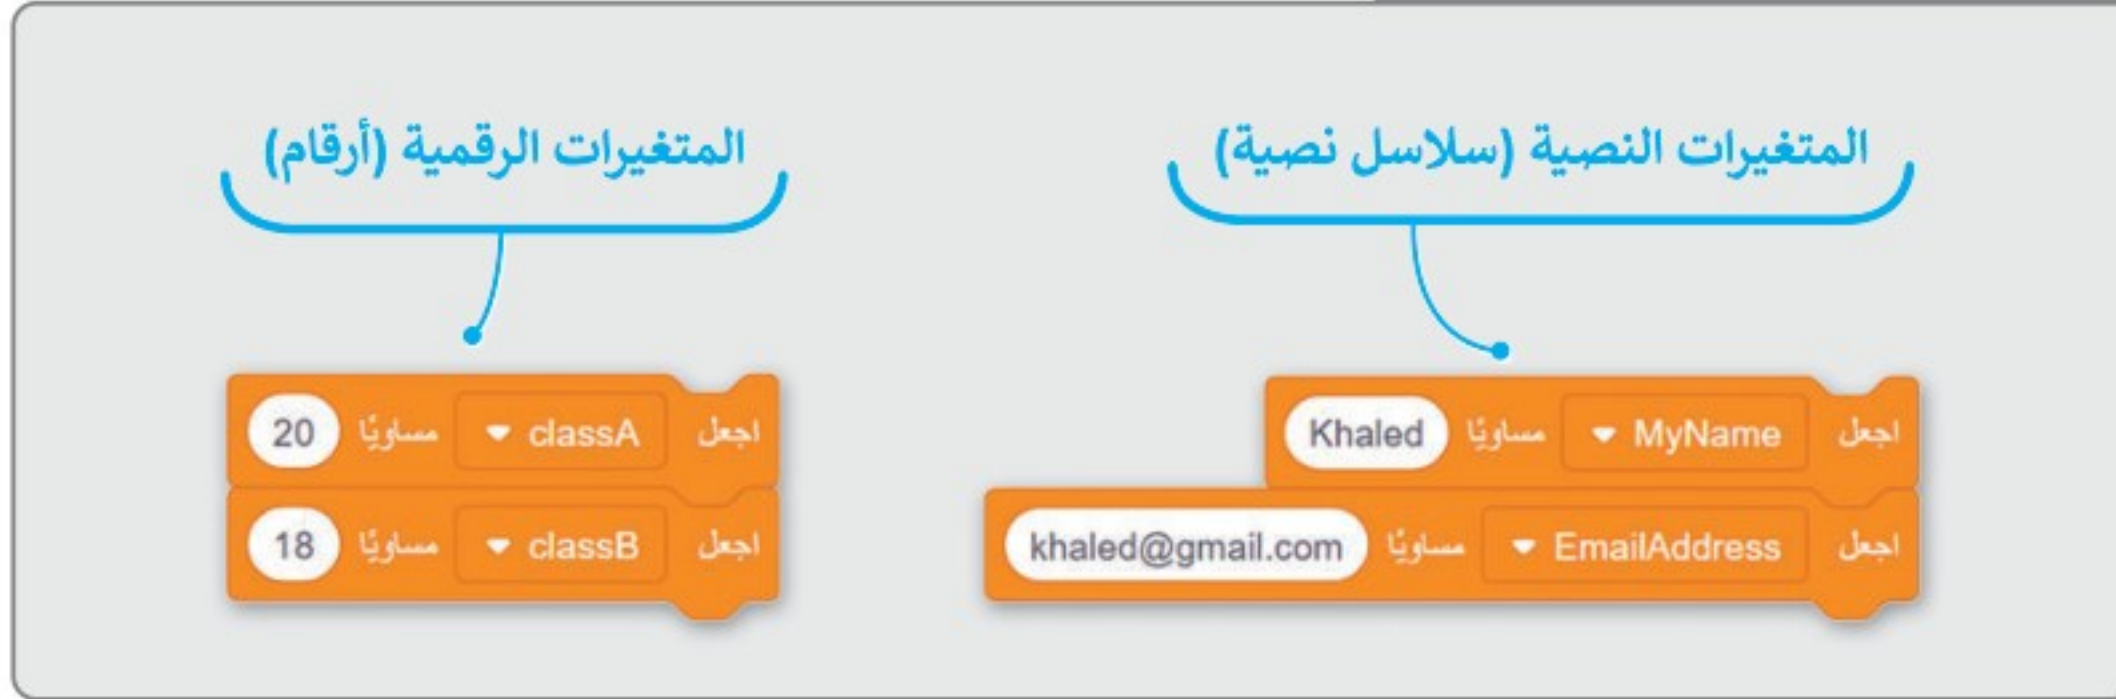 المتغيرات النصية (سلاسل نصية)
اجعل MyName مساويًا Khaled
اجعل EmailAddress مساويًا khaled@gmail.com
المتغيرات الرقمية (أرقام)
اجعل classA مساويًا 20
اجعل classB مساويًا 18